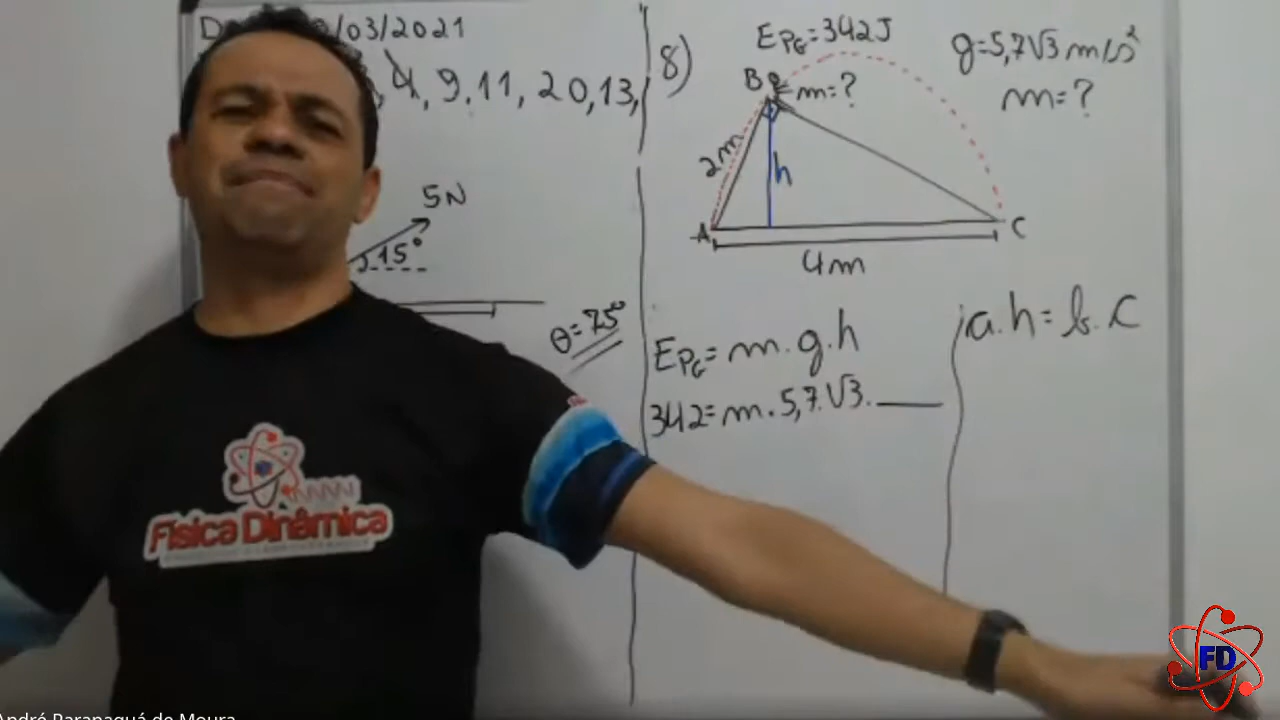 /03/2021
4, 9, 11, 20, 13,
5N
15°
θ=75°
8)
EPG=342J
g=5,7√3 m/s²
m=?
B
m=?
2m
h
A
C
4m
EPG= m.g.h
342= m.5,7.√3.
a.h= b.c
Física Dinâmica
FD
André Paranaguá de Moura